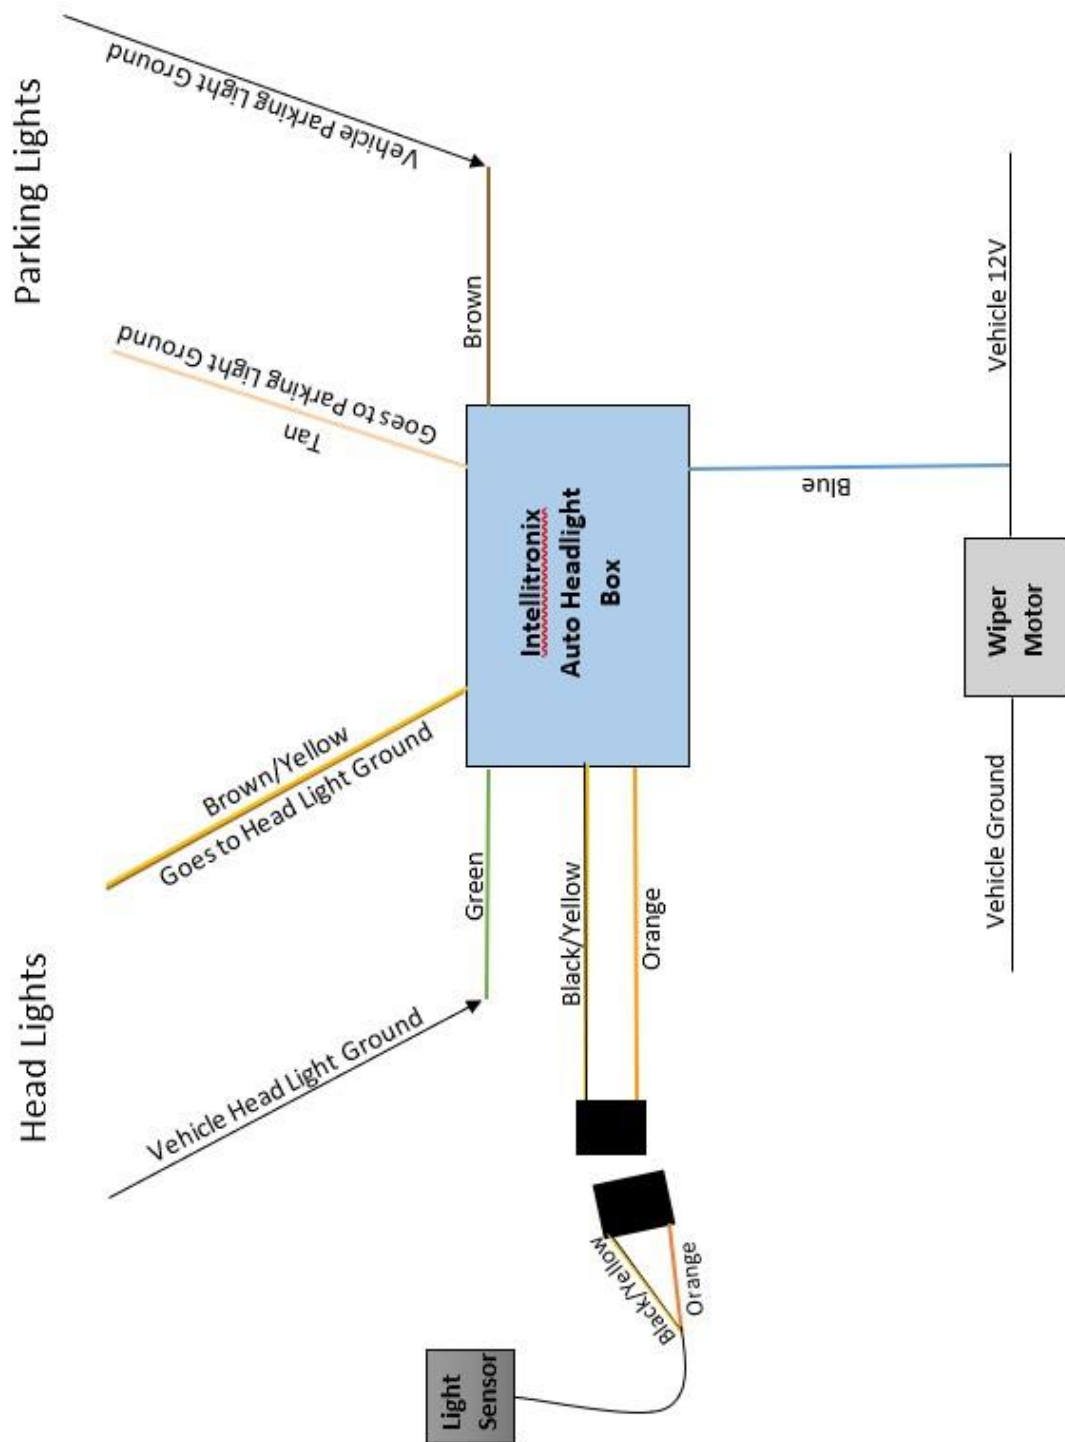 Head Lights
Parking Lights
Vehicle Head Light Ground
Green
Brown/Yellow
Goes to Head Light Ground
Goes to Parking Light Ground
Tan
Vehicle Parking Light Ground
Brown
Intellitronix
Auto Headlight
Box
Black/Yellow
Orange
Black/Yellow
Orange
Light
Sensor
Blue
Vehicle Ground
Wiper
Motor
Vehicle 12V